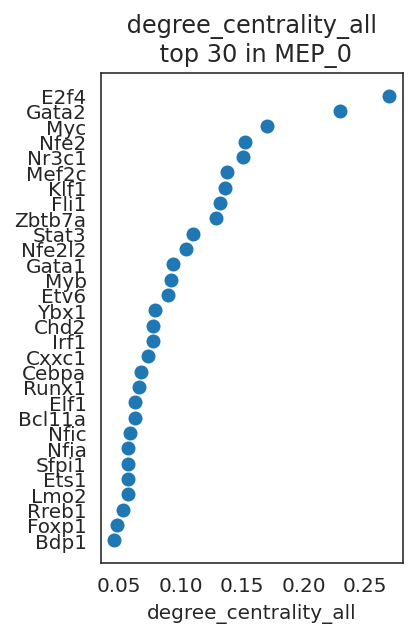 degree_centrality_all
top 30 in MEP_0
E2f4
Gata2
Myc
Nfe2
Nr3c1
Mef2c
Klf1
Fli1
Zbtb7a
Stat3
Nfe2l2
Gata1
Myb
Etv6
Ybx1
Chd2
Irf1
Cxxc1
Cebpa
Runx1
Elf1
Bcl11a
Nfic
Nfia
Sfpi1
Ets1
Lmo2
Rreb1
Foxp1
Bdp1
0.05 0.10 0.15 0.20 0.25
degree_centrality_all